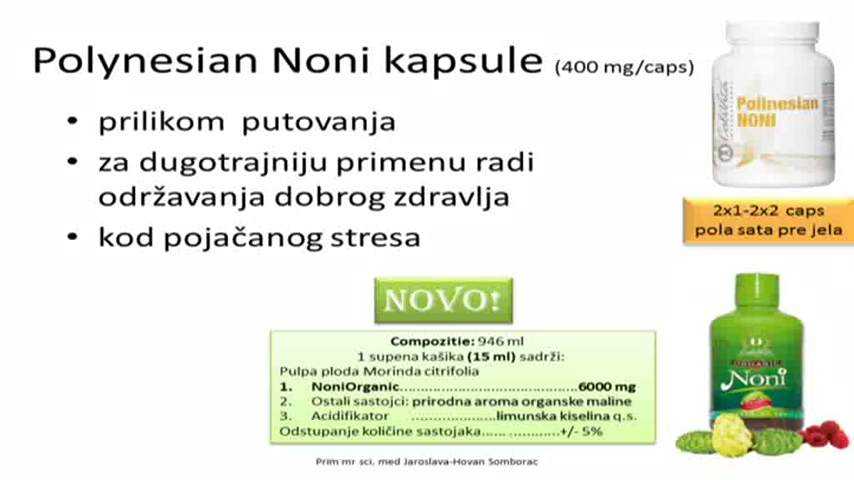 Polynesian Noni kapsule (400 mg/caps)
• prilikom putovanja
• za dugotrajniju primenu radi
održavanja dobrog zdravlja
• kod pojačanog stresa
Polinesian
NONI
CaliVita
2x1-2x2 caps
pola sata pre jela
NOVO!
Compozitie: 946 ml
1 supena kašika (15 ml) sadrži:
Pulpa ploda Morinda citrifolia
1. NoniOrganic..............................................6000 mg
2. Ostali sastojci: prirodna aroma organske maline
3. Acidifikator .....................limunska kiselina q.s.
Odstupanje količine sastojaka...... ............+/- 5%
ORGANIC
Noni
Prim mr sci. med Jaroslava-Hovan Somborac